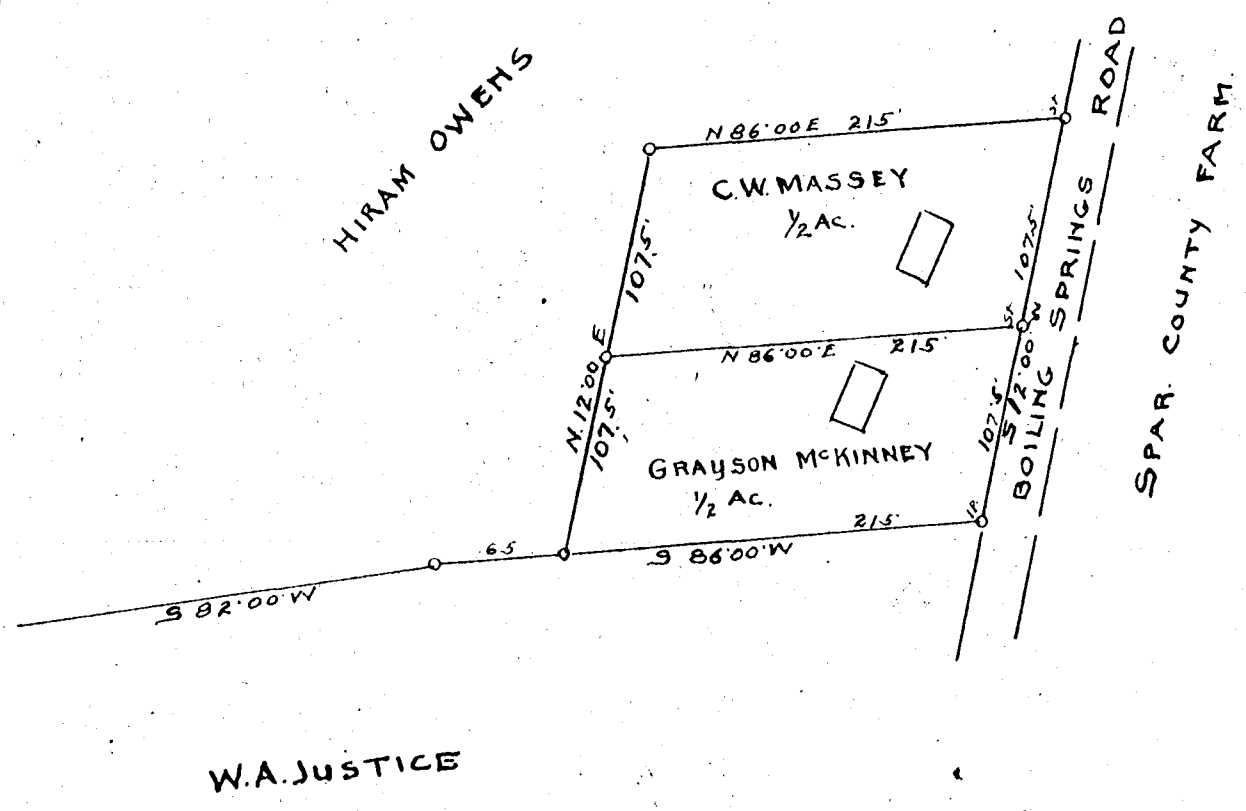 HIRAM OWENS
N 86°00 E 215'
C.W. MASSEY
1/2 AC.
107.5'
107.5'
N 86°00'E 215'
N. 12°00 E
107.5'
GRAYSON McKINNEY
1/2 AC.
107.5'
S 12°00 W
BOILING SPRINGS ROAD
SPAR. COUNTY FARM.
I.P.
215'
S 86°00'W
65
S 82°00'W
W.A. JUSTICE